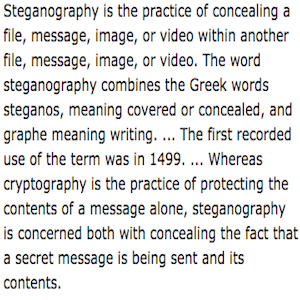 Steganography is the practice of concealing a
file, message, image, or video within another
file, message, image, or video. The word
steganography combines the Greek words
steganos, meaning covered or concealed, and
graphe meaning writing. ... The first recorded
use of the term was in 1499. ... Whereas
cryptography is the practice of protecting the
contents of a message alone, steganography
is concerned both with concealing the fact that
a secret message is being sent and its
contents.